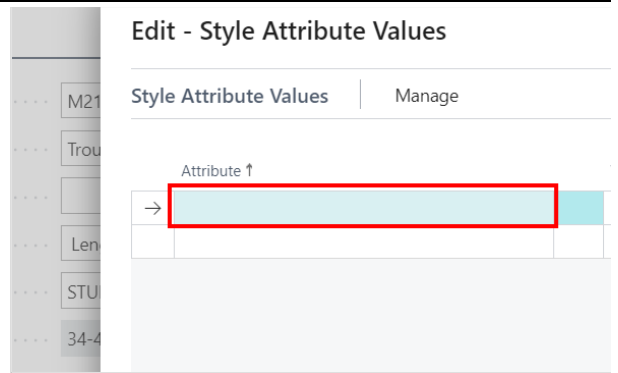 Edit - Style Attribute Values
Style Attribute Values Manage
M21
Attribute ↑
Trou
→
Len
STU
34-4